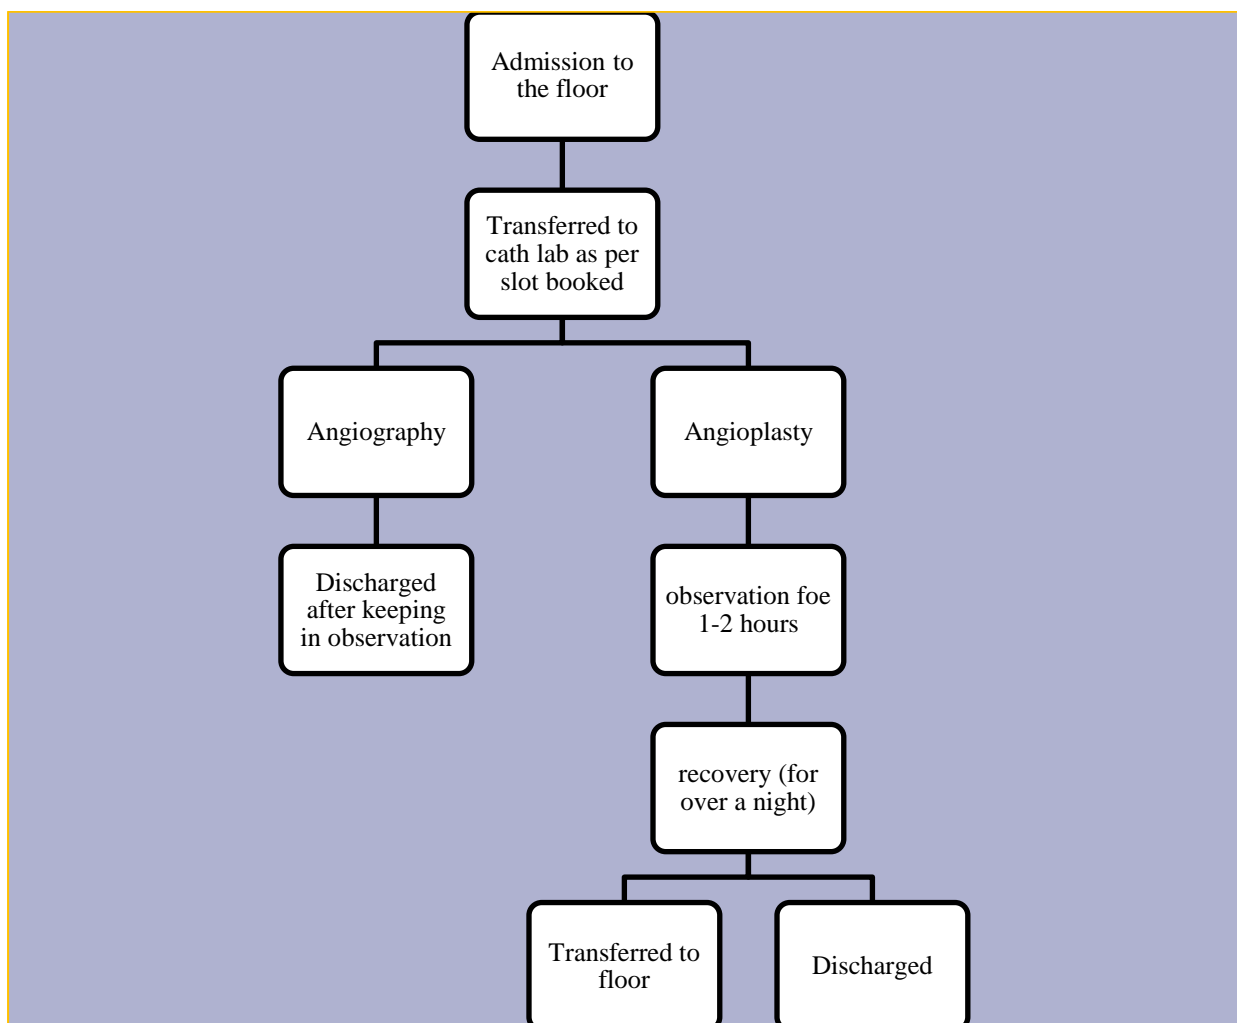 Admission to
the floor
Transferred to
cath lab as per
slot booked
Angiography
Angioplasty
Discharged
after keeping
in observation
observation foe
1-2 hours
recovery (for
over a night)
Transferred to
floor
Discharged